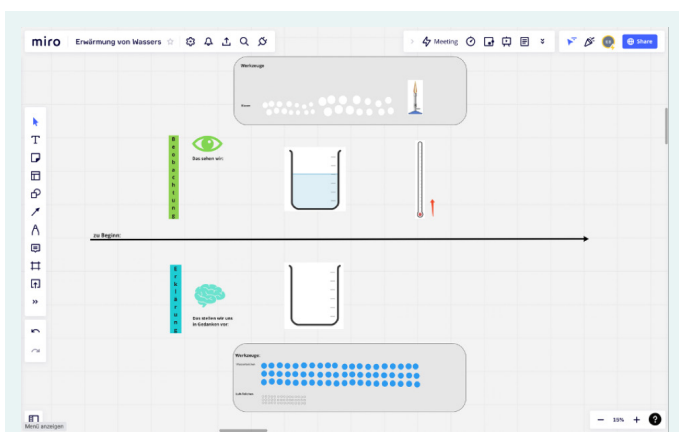 miro
Erwärmung von Wassers
Meeting
Share
Werkzeuge
Beobachtung
Das sehen wir:
zu Beginn:
Erklärung
Das stellen wir uns
in Gedanken vor:
Werkzeuge:
Menü anzeigen
15%